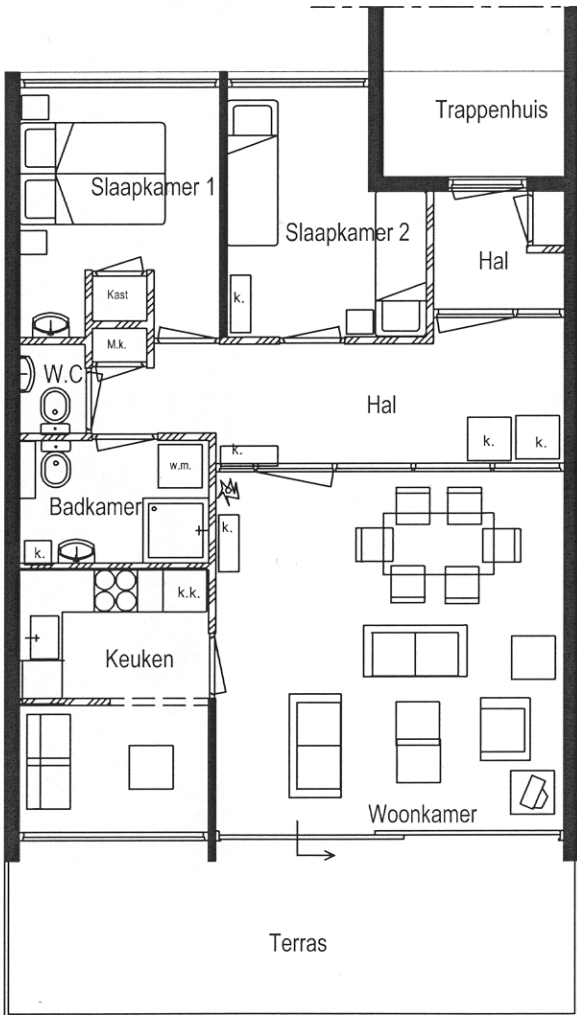 Trappenhuis
Slaapkamer 1
Slaapkamer 2
Hal
Kast
k.
M.k.
W.C
Hal
k.
k.
k.
w.m.
Badkamer
k.
k.
k.k.
Keuken
Woonkamer
Terras